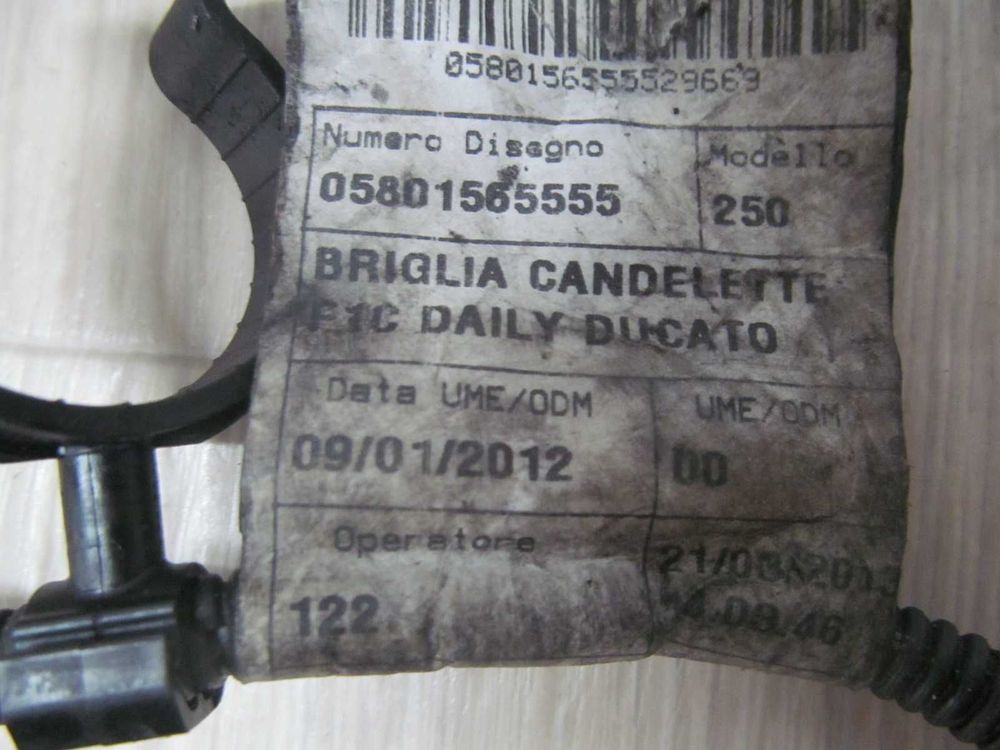 0580156555529669
Numero Disegno
Modello
05801565555
250
BRIGLIA CANDELETTE
F1C DAILY DUCATO
Data UME/ODM
UME/ODM
09/01/2012
00
Operatore
122